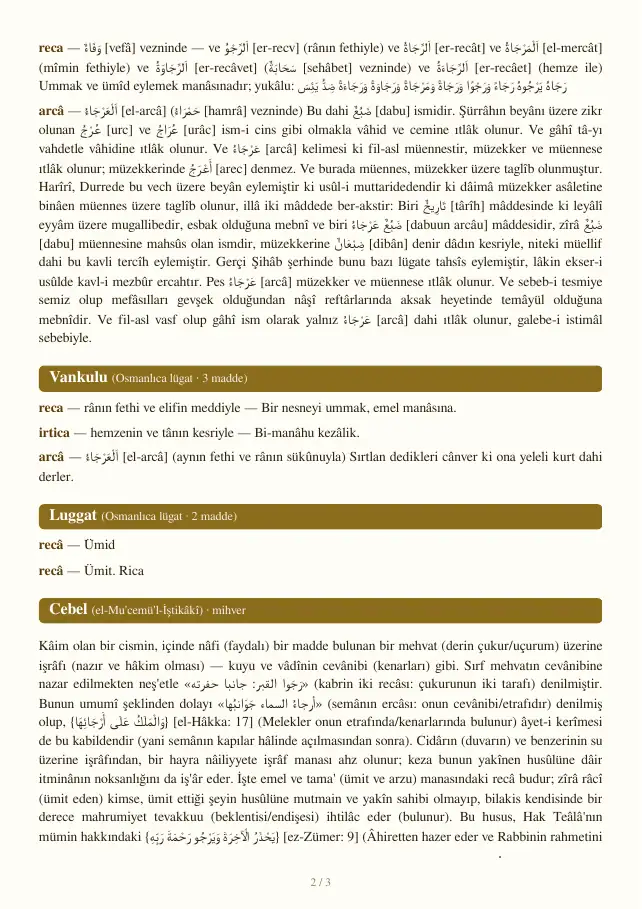 reca — وَفَاءٌ [vefâ] vezninde — ve اَلرَّجْوُ [er-recv] (rânın fethiyle) ve اَلرَّجَاةُ [er-recât] ve اَلْمَرْجَاةُ [el-mercât]
(mîmin fethiyle) ve اَلرَّجَاوَةُ [er-recâvet] (سَحَابَةٌ [sehâbet] vezninde) ve اَلرَّجَاءَةُ [er-recâet] (hemze ile)
Ummak ve ümîd eylemek mânasınadır; yukâlu: رَجَاهُ يَرْجُوهُ رَجَاءً وَرَجْوًا وَرَجَاةً وَمَرْجَاةً وَرَجَاوَةً وَرَجَاءَةً ضِدُّ يَئِسَ
arcâ — اَلْعَرْجَاءُ [el-arcâ] (حَمْرَاءُ [hamrâ] vezninde) Bu dahi ضَبُعٌ [dabu] ismidir. Şürrâhın beyânı üzere zikr
olunan عُرْجُ [urc] ve عُرَاجُ [urâc] ism-i cins gibi olmakla vâhid ve cemine ıtlâk olunur. Ve gâhî tâ-yı
vahdetle vâhidine ıtlâk olunur. Ve عَرْجَاءُ [arcâ] kelimesi ki fil-asl müennestir, müzekker ve müennese
ıtlâk olunur; müzekkerinde أَعْرَجُ [arec] denmez. Ve burada müennes, müzekker üzere taglîb olunmuştur.
Harîrî, Durrede bu vech üzere beyân eylemiştir ki usûl-i muttaridedendir ki dâimâ müzekker asâletine
binâen müennes üzere taglîb olunur, illâ iki mâddede ber-akstir: Biri تَارِيخٌ [târîh] mâddesinde ki leyâlî
eyyâm üzere mugallibedir, esbak olduğuna mebnî ve biri ضَبُعٌ عَرْجَاءُ [dabuun arcâu] mâddesidir, zîrâ ضَبُعٌ
[dabu] müennesine mahsûs olan ismdir, müzekkerine ضِبْعَانٌ [dibân] denir dâdın kesriyle, niteki müellif
dahi bu kavli tercîh eylemiştir. Gerçi Şihâb şerhinde bunu bazı lügate tahsîs eylemiştir, lâkin ekser-i
usûlde kavl-i mezbûr ercahtır. Pes عَرْجَاءُ [arcâ] müzekker ve müennese ıtlâk olunur. Ve sebeb-i tesmiye
semiz olup mefâsılları gevşek olduğundan nâşî reftârlarında aksak heyetinde temâyül olduğuna
mebnîdir. Ve fil-asl vasf olup gâhî ism olarak yalnız عَرْجَاءُ [arcâ] dahi ıtlâk olunur, galebe-i istimâl
sebebiyle.
Vankulu (Osmanlıca lügat · 3 madde)
reca — rânın fethi ve elifin meddiyle — Bir nesneyi ummak, emel manâsına.
irtica — hemzenin ve tânın kesriyle — Bi-manâhu kezâlik.
arcâ — اَلْعَرْجَاءُ [el-arcâ] (aynın fethi ve rânın sükûnuyla) Sırtlan dedikleri cânver ki ona yeleli kurt dahi
derler.
Luggat (Osmanlıca lügat · 2 madde)
recâ — Ümid
recâ — Ümit. Rica
Cebel (el-Mu'cemü'l-İştikâkî) · mihver
Kâim olan bir cismin, içinde nâfi (faydalı) bir madde bulunan bir mehvat (derin çukur/uçurum) üzerine
işrâfı (nazır ve hâkim olması) — kuyu ve vâdînin cevânibi (kenarları) gibi. Sırf mehvatın cevânibine
nazar edilmekten neş'etle «رَجَوا القبر: جانبا حفرته» (kabrin iki recâsı: çukurunun iki tarafı) denilmiştir.
Bunun umumî şeklinden dolayı «أرجاءُ السماء جَوَانبُها» (semânın ercâsı: onun cevânibi/etrafıdır) denilmiş
olup, {وَالْمَلَكُ عَلَى أَرْجَائِهَا} [el-Hâkka: 17] (Melekler onun etrafında/kenarlarında bulunur) âyet-i kerîmesi
de bu kabildendir (yani semânın kapılar hâlinde açılmasından sonra). Cidârın (duvarın) ve benzerinin su
üzerine işrâfından, bir hayra nâiliyyete işrâf manası ahz olunur; keza bunun yakînen husûlüne dâir
itminânın noksanlığını da iş'âr eder. İşte emel ve tama' (ümit ve arzu) manasındaki recâ budur; zîrâ râcî
(ümit eden) kimse, ümit ettiği şeyin husûlüne mutmain ve yakîn sahibi olmayıp, bilakis kendisinde bir
derece mahrumiyet tevakkuu (beklentisi/endişesi) ihtilâc eder (bulunur). Bu husus, Hak Teâlâ'nın
mümin hakkındaki {يَحْذَرُ الْآخِرَةَ وَيَرْجُو رَحْمَةَ رَبِّهِ} [ez-Zümer: 9] (Âhiretten hazer eder ve Rabbinin rahmetini
2 / 3